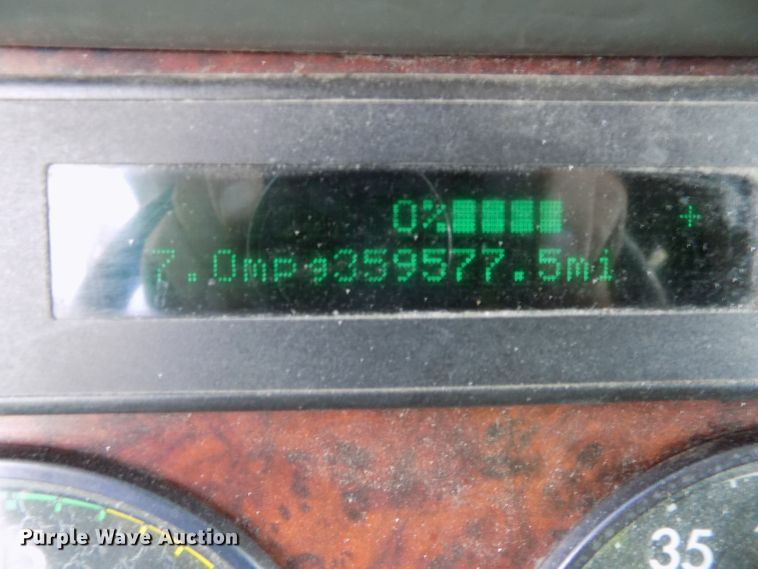 0% +
7.0mpg359577.5mi
35
Purple Wave Auction